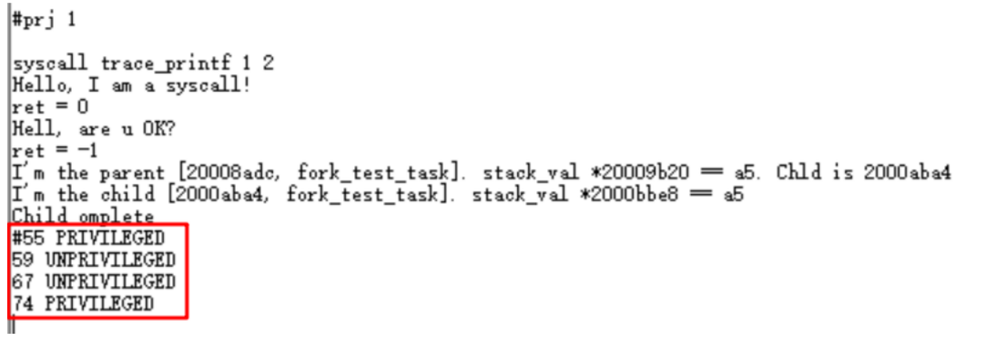 #prj 1
syscall trace_printf 1 2
Hello, I am a syscall!
ret = 0
Hell, are u OK?
ret = -1
I'm the parent [20008adc, fork_test_task]. stack_val *20009b20 == a5. Chld is 2000aba4
I'm the child [2000aba4, fork_test_task]. stack_val *2000bbe8 == a5
Child omplete
#55 PRIVILEGED
59 UNPRIVILEGED
67 UNPRIVILEGED
74 PRIVILEGED